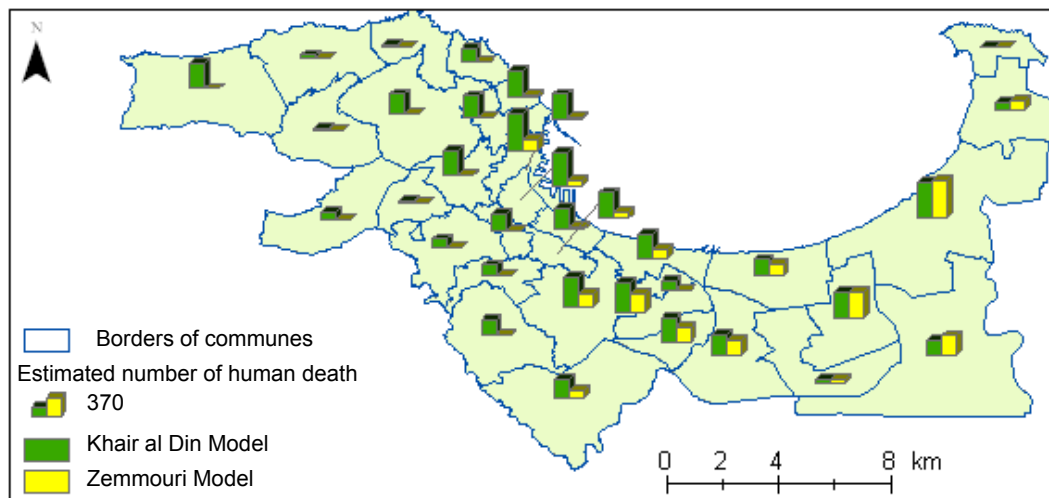 N
Borders of communes
Estimated number of human death
370
Khair al Din Model
Zemmouri Model
0 2 4 8 km